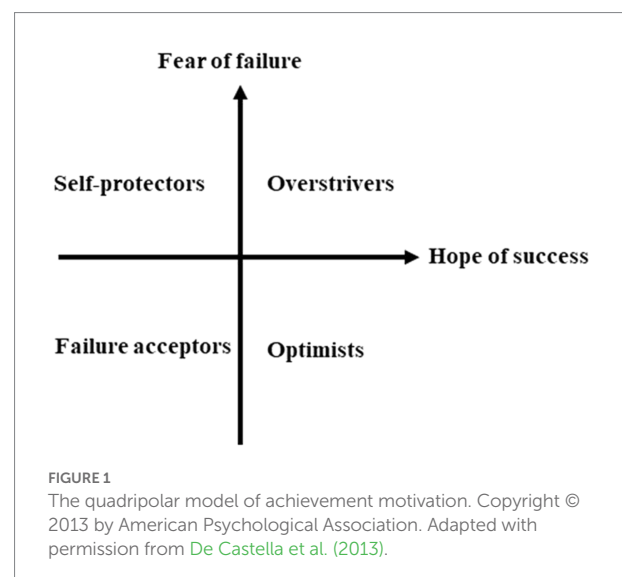 Fear of failure
Self-protectors
Overstrivers
Hope of success
Failure acceptors
Optimists
FIGURE 1
The quadripolar model of achievement motivation. Copyright ©
2013 by American Psychological Association. Adapted with
permission from De Castella et al. (2013).